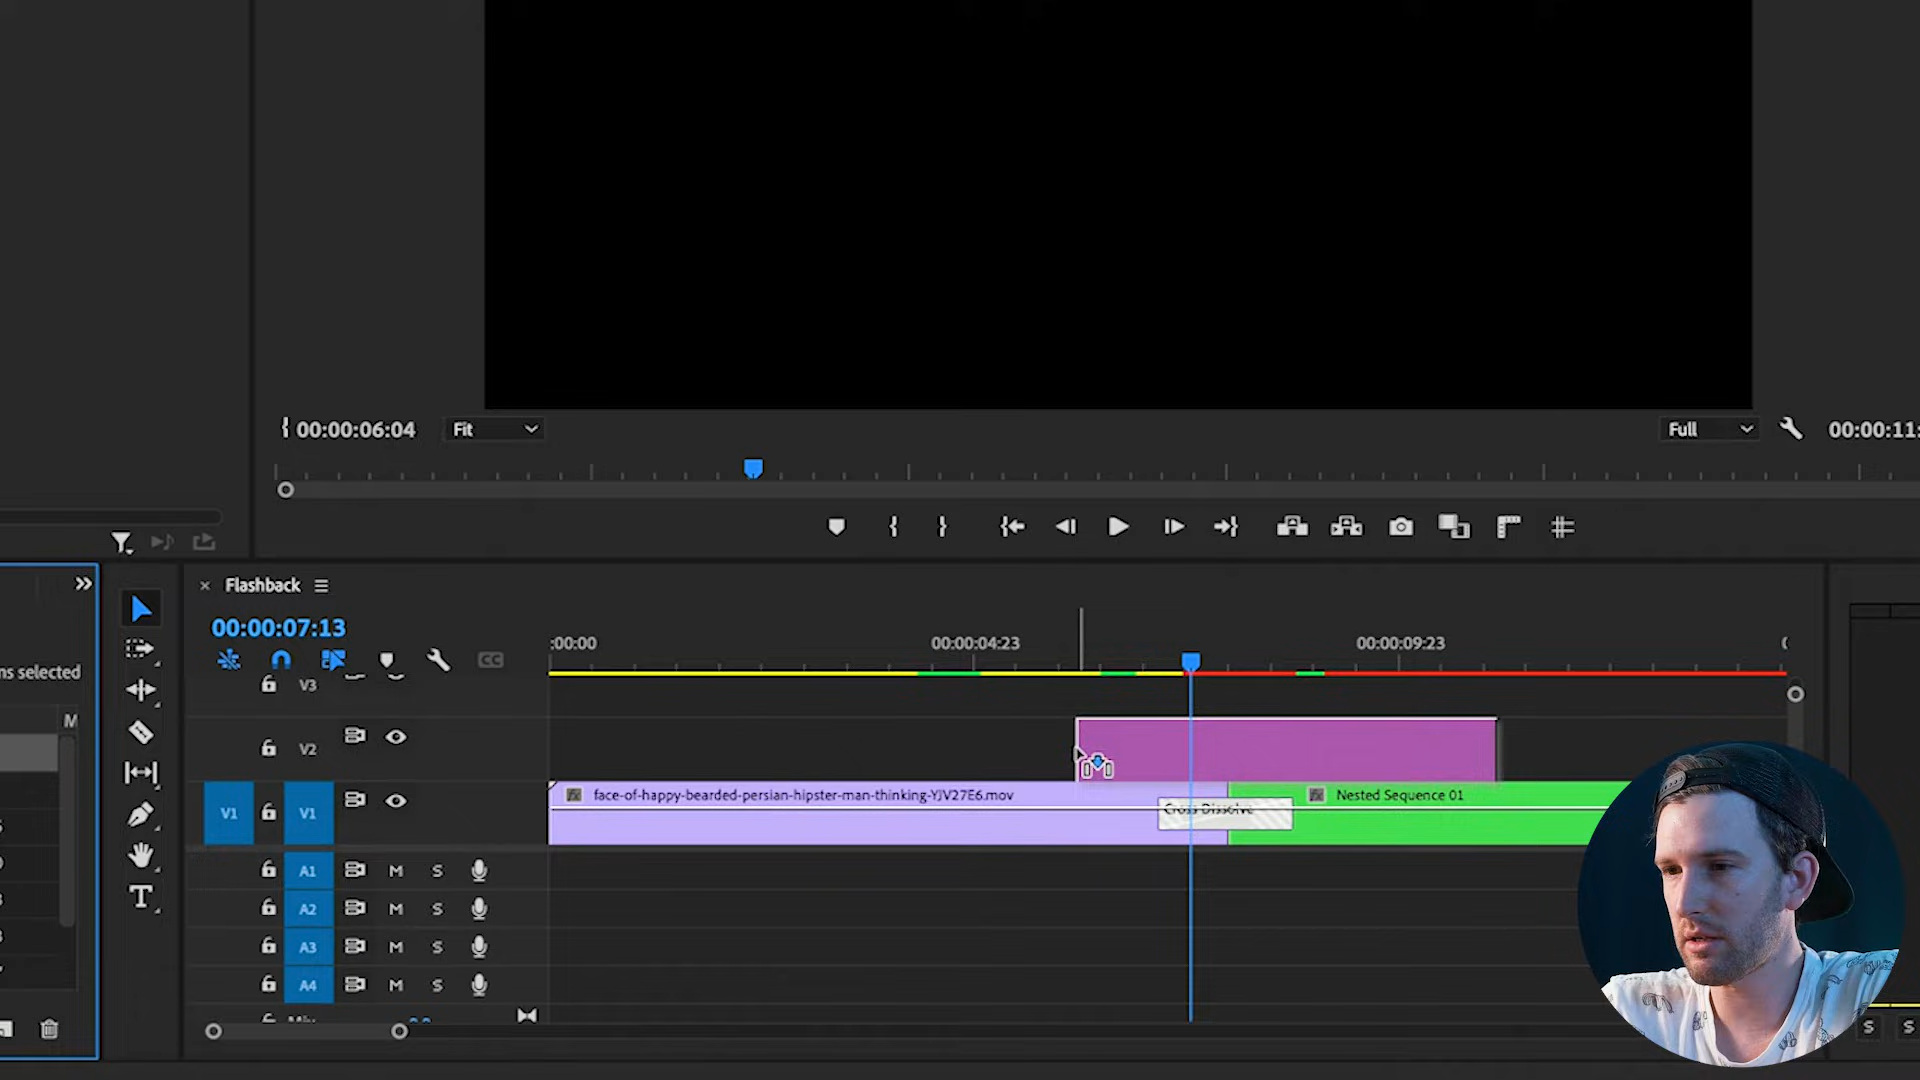 00:00:06:04 Fit Full 00:00:11:
Flashback
00:00:07:13
CC
:00:00 00:00:04:23 00:00:09:23
ns selected
M
V3
V2
V1 V1
face-of-happy-bearded-persian-hipster-man-thinking-YJV27E6.mov
Cross Dissolve
Nested Sequence 01
A1 M S
A2 M S
A3 M S
A4 M S
T
S S